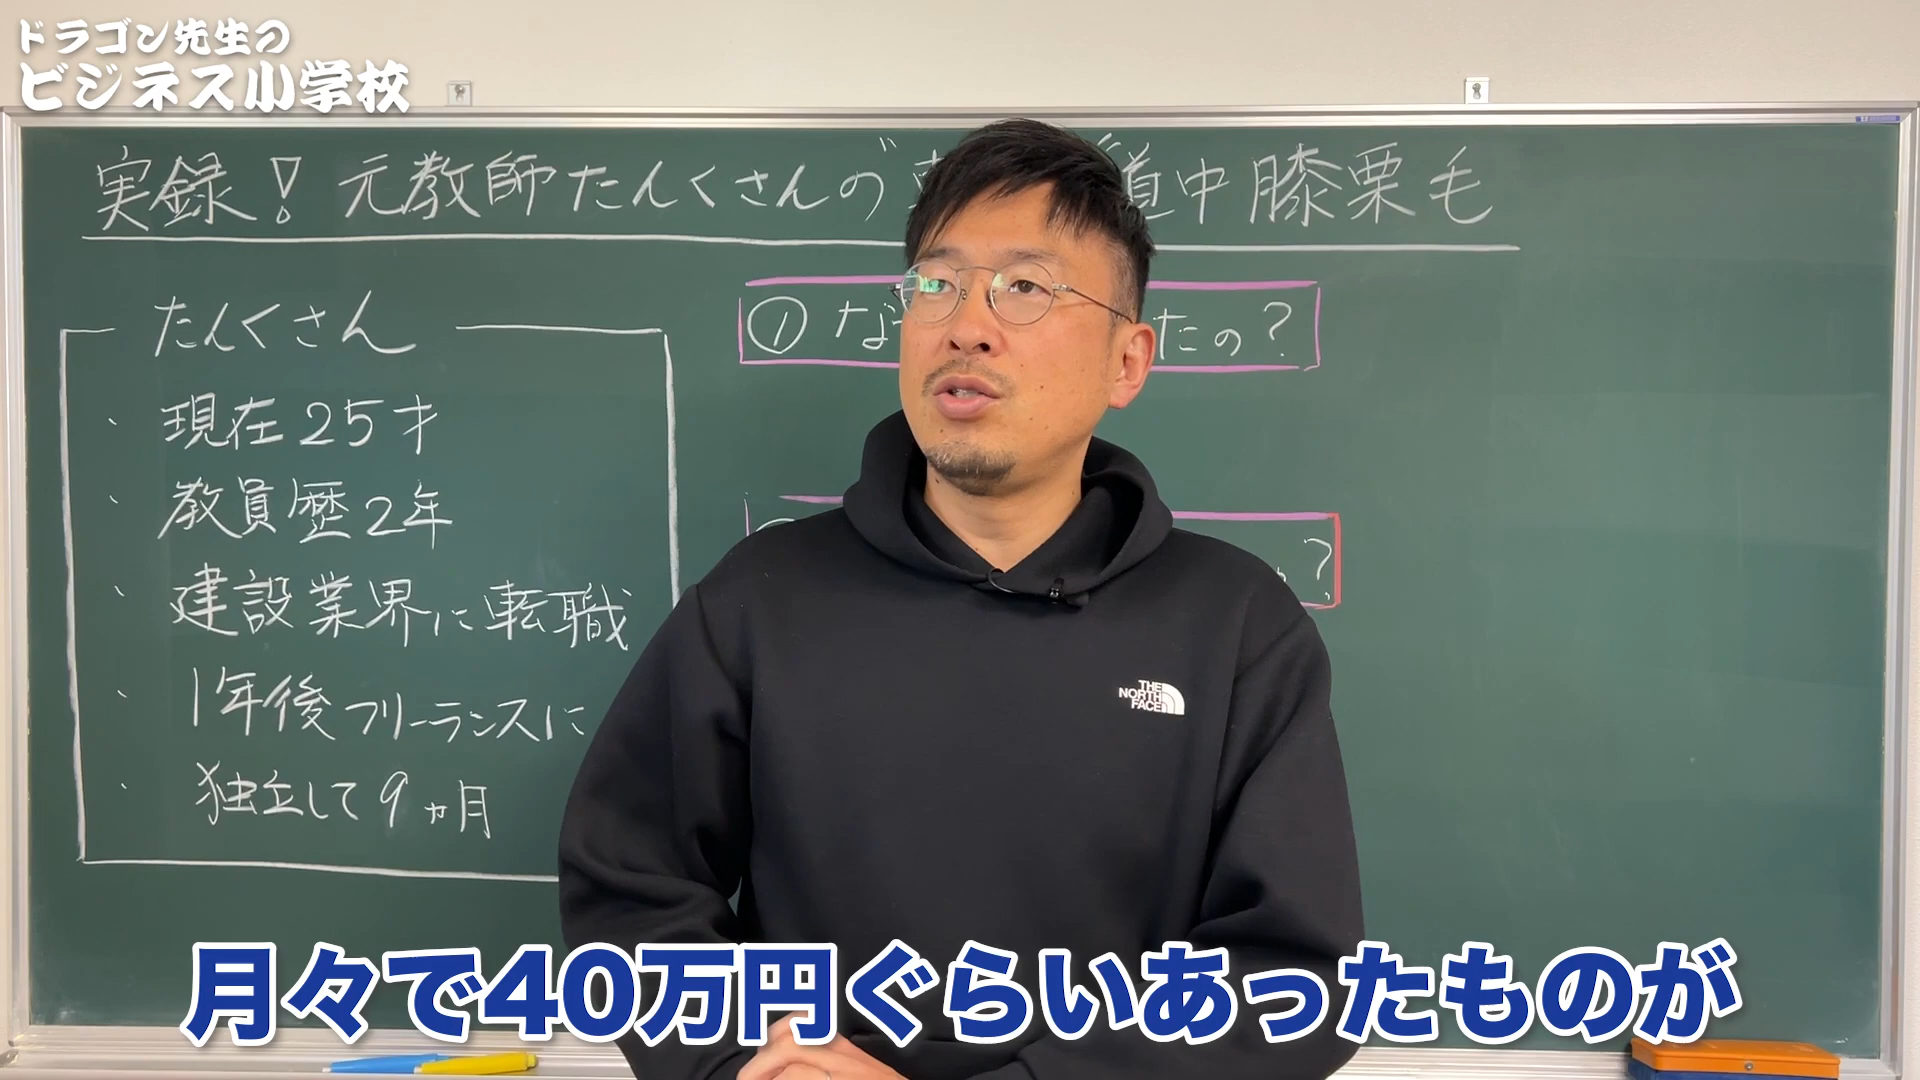 ドラゴン先生の
ビジネス小学校
実録! 元教師たんくさんの" 道中膝栗毛
たんくさん
・現在25才
・教員歴2年
・建設業界に転職
・1年後フリーランスに
・独立して9ヵ月
① な たの?
?
THE
NORTH
FACE
月々で40万円ぐらいあったものが